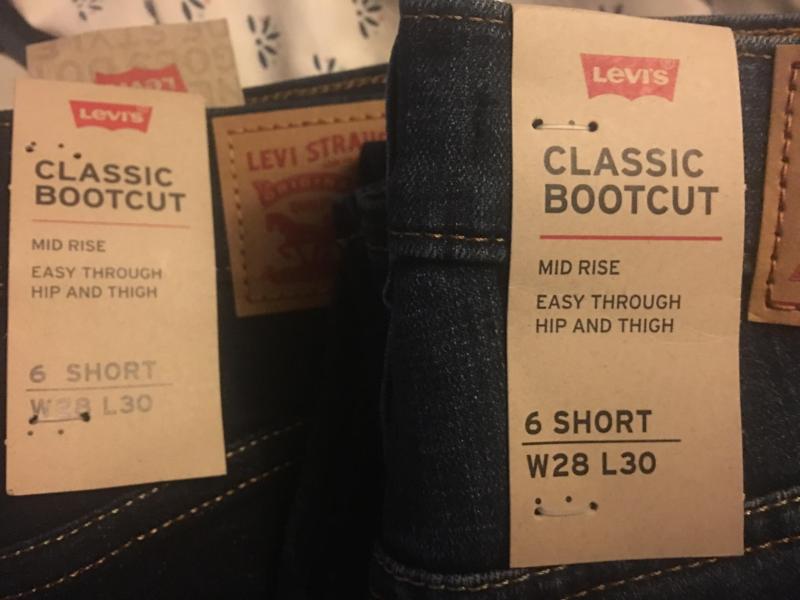 Levi's
CLASSIC
BOOTCUT
MID RISE
EASY THROUGH
HIP AND THIGH
6 SHORT
W28 L30
LEVI STRAU
Levi's
CLASSIC
BOOTCUT
MID RISE
EASY THROUGH
HIP AND THIGH
6 SHORT
W28 L30